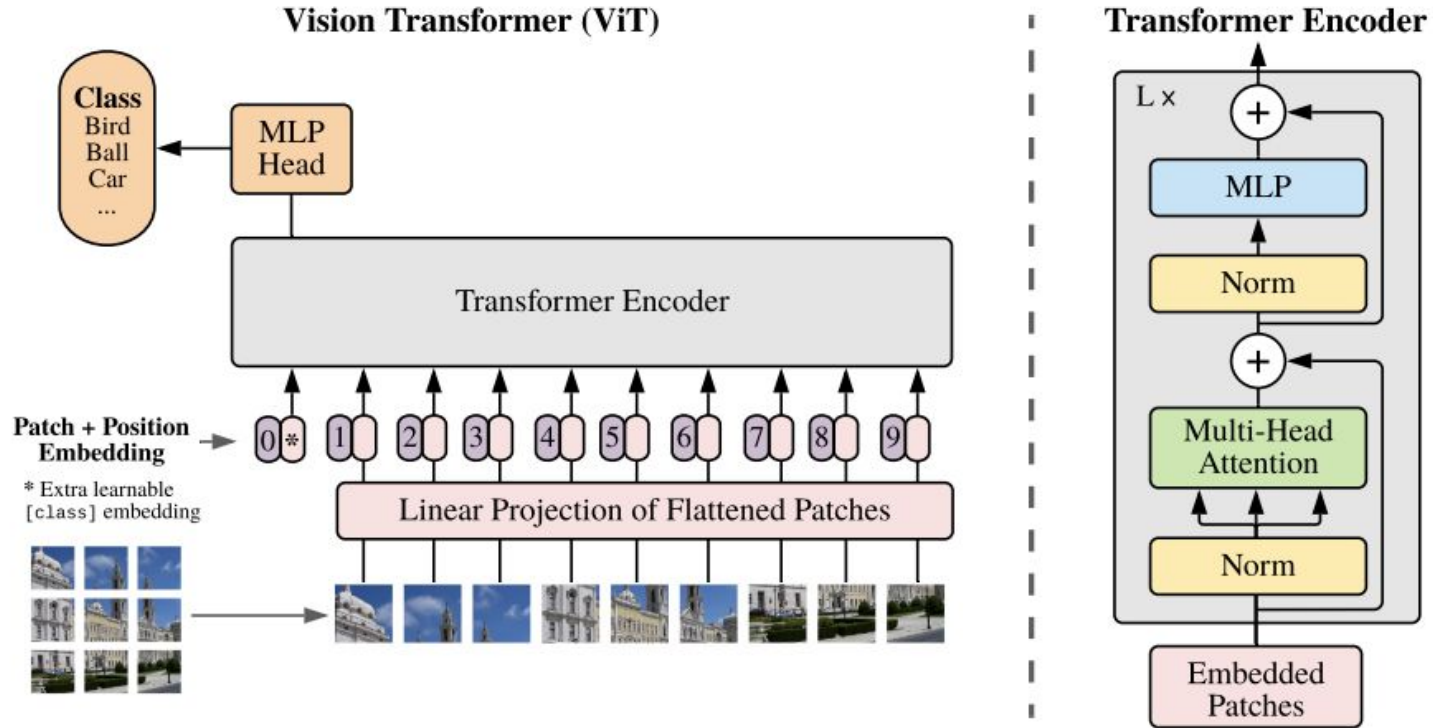 Vision Transformer (ViT)
Class
Bird
Ball
Car
...
MLP
Head
Transformer Encoder
Patch + Position
Embedding
0 * 1 2 3 4 5 6 7 8 9
* Extra learnable
[class] embedding
Linear Projection of Flattened Patches
Transformer Encoder
L ×
+
MLP
Norm
+
Multi-Head
Attention
Norm
Embedded
Patches